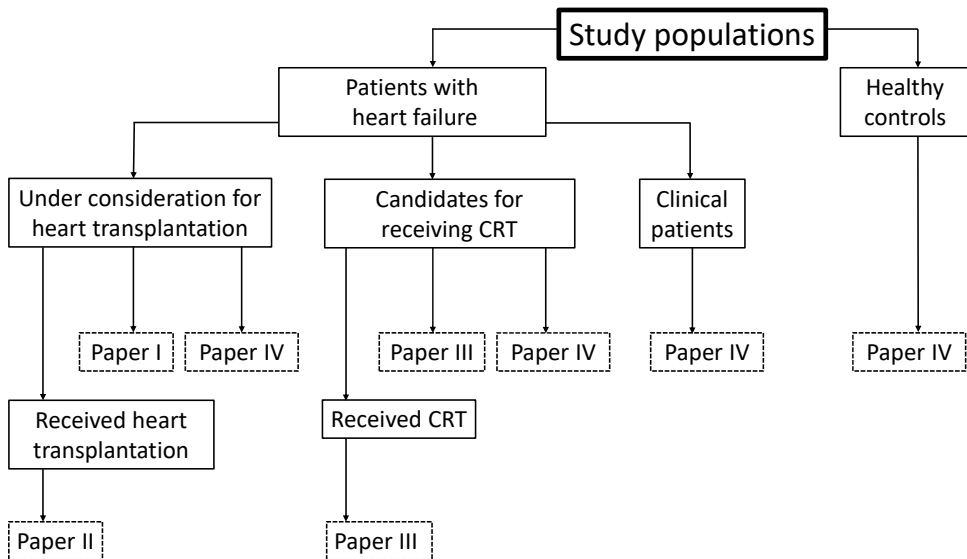 Study populations
Patients with
heart failure
Healthy
controls
Under consideration for
heart transplantation
Candidates for
receiving CRT
Clinical
patients
Paper I
Paper IV
Paper III
Paper IV
Paper IV
Paper IV
Received heart
transplantation
Received CRT
Paper II
Paper III